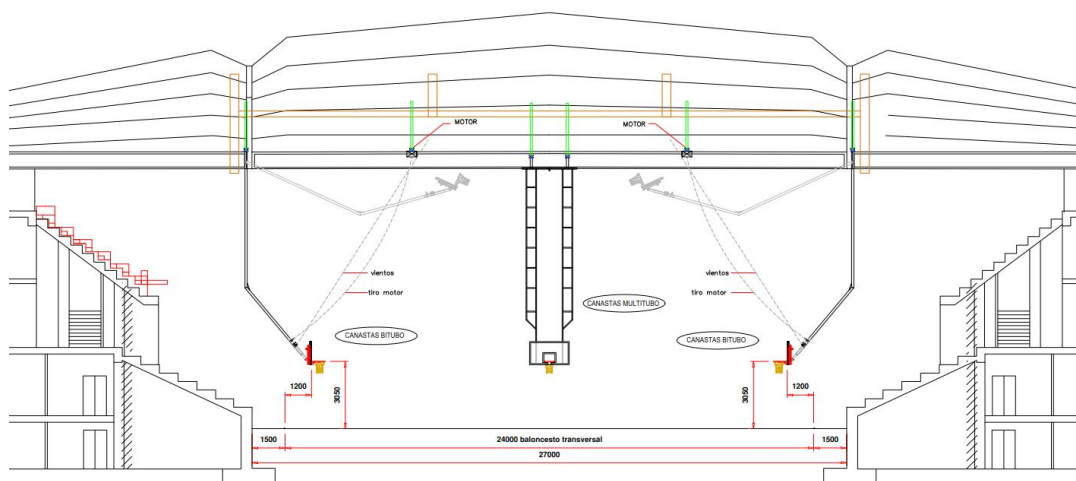 MOTOR
MOTOR
vientos
tiro motor
vientos
tiro motor
CANASTAS MULTITUBO
CANASTAS BITUBO
CANASTAS BITUBO
1200
3050
3050
1200
1500
24000 baloncesto transversal
1500
27000